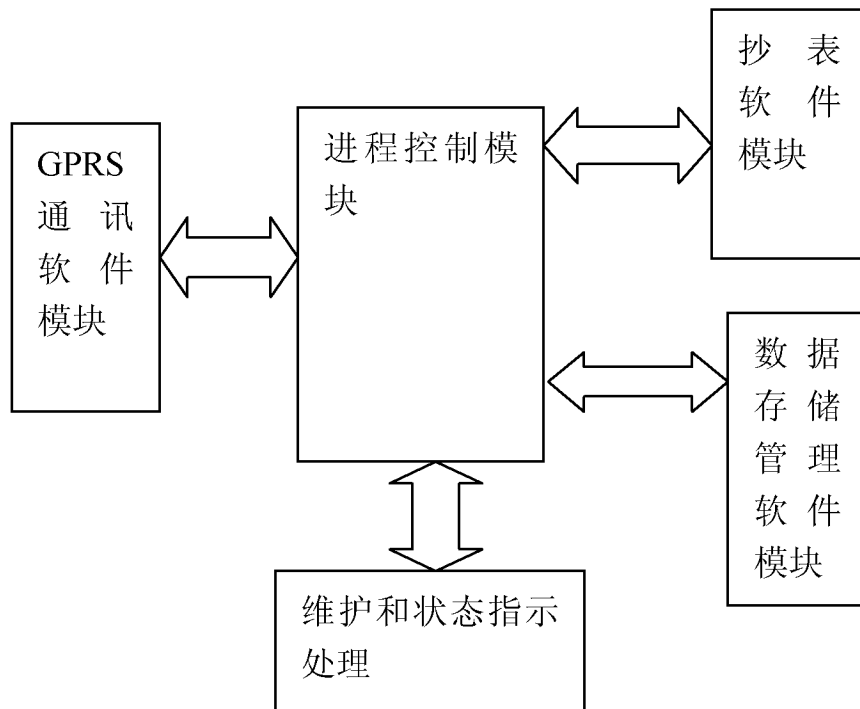 GPRS
通讯
软件
模块
进程控制模
块
抄表
软件
模块
数据
存储
管理
软件
模块
维护和状态指示
处理